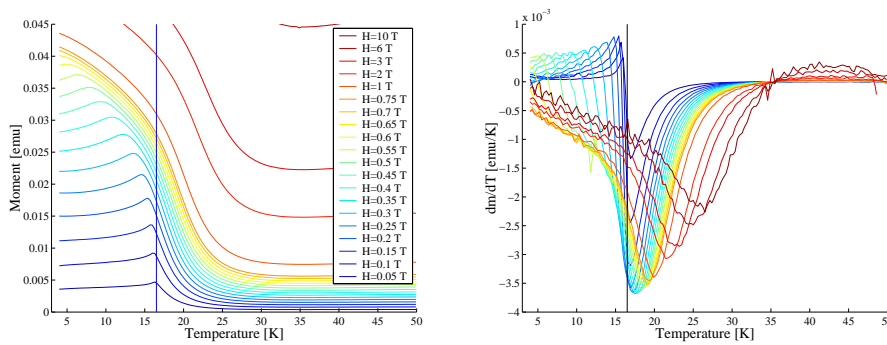 0.045
0.04
0.035
0.03
0.025
0.02
0.015
0.01
0.005
0
Moment [emu]
5 10 15 20 25 30 35 40 45 50
Temperature [K]
H=10 T
H=6 T
H=3 T
H=2 T
H=1 T
H=0.75 T
H=0.7 T
H=0.65 T
H=0.6 T
H=0.55 T
H=0.5 T
H=0.45 T
H=0.4 T
H=0.35 T
H=0.3 T
H=0.25 T
H=0.2 T
H=0.15 T
H=0.1 T
H=0.05 T
x 10⁻³
1
0.5
0
−0.5
−1
−1.5
−2
−2.5
−3
−3.5
−4
dm/dT [emu/K]
5 10 15 20 25 30 35 40 45 50
Temperature [K]